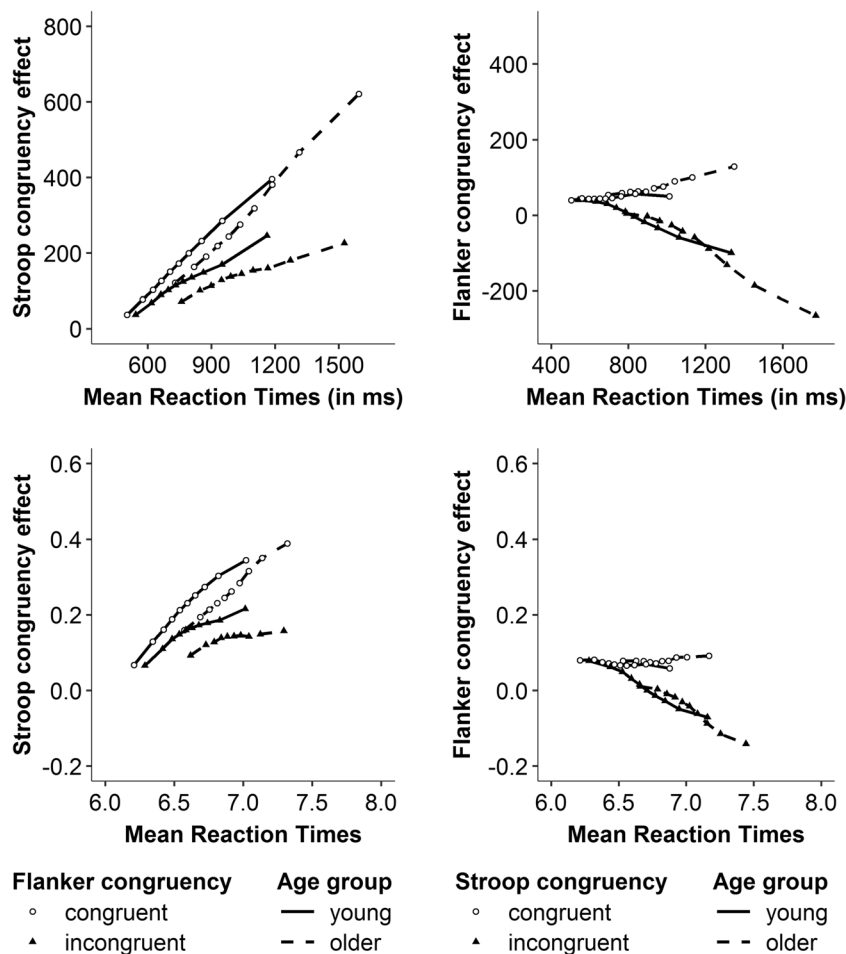 Stroop congruency effect
800
600
400
200
0
600 900 1200 1500
Mean Reaction Times (in ms)
Flanker congruency effect
400
200
0
-200
400 800 1200 1600
Mean Reaction Times (in ms)
Stroop congruency effect
0.6
0.4
0.2
0.0
-0.2
6.0 6.5 7.0 7.5 8.0
Mean Reaction Times
Flanker congruency effect
0.6
0.4
0.2
0.0
-0.2
6.0 6.5 7.0 7.5 8.0
Mean Reaction Times
Flanker congruency Age group
congruent young
incongruent older
Stroop congruency Age group
congruent young
incongruent older